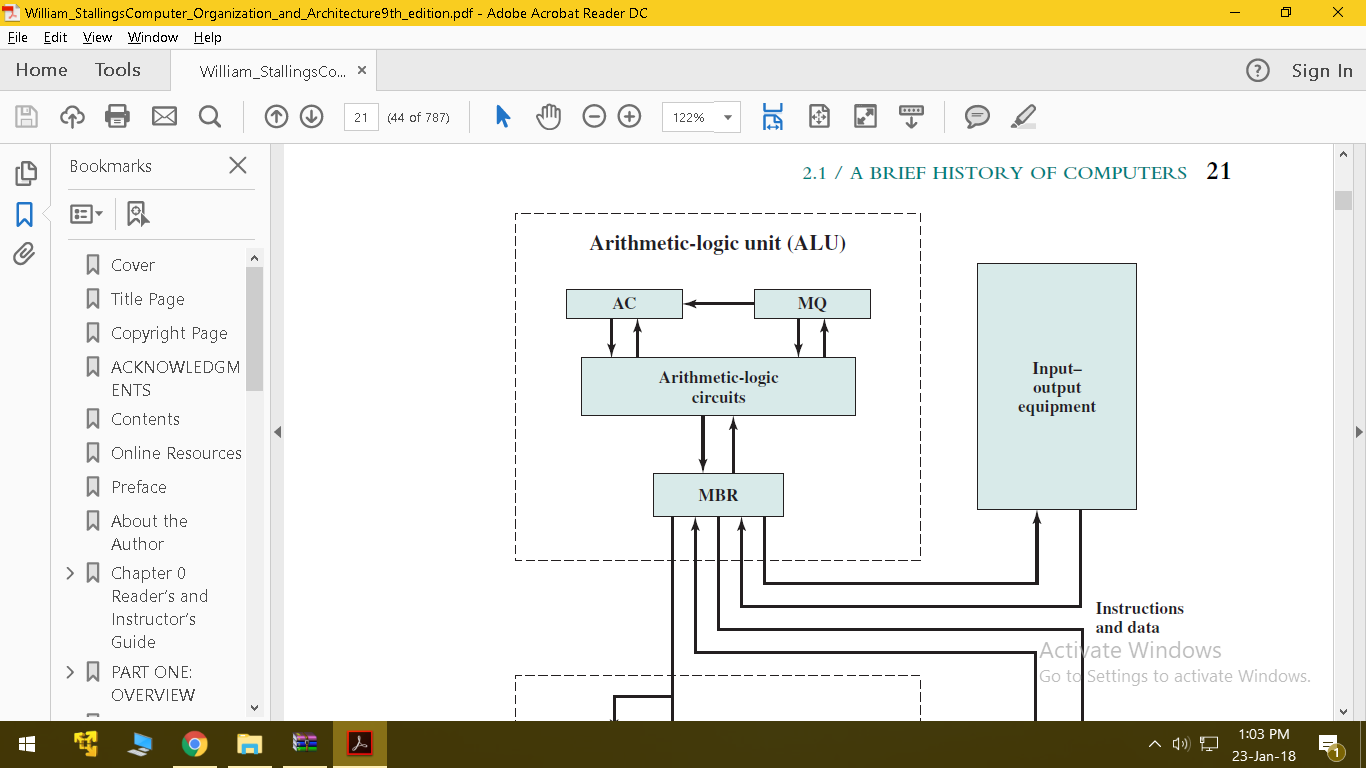 William_StallingsComputer_Organization_and_Architecture9th_edition.pdf - Adobe Acrobat Reader DC
File Edit View Window Help
Home Tools William_StallingsCo... × ? Sign In
21 (44 of 787) 122%
Bookmarks
Cover
Title Page
Copyright Page
ACKNOWLEDGM
ENTS
Contents
Online Resources
Preface
About the
Author
Chapter 0
Reader's and
Instructor's
Guide
PART ONE:
OVERVIEW
2.1 / A BRIEF HISTORY OF COMPUTERS 21
Arithmetic-logic unit (ALU)
AC MQ
Arithmetic-logic
circuits
MBR
Input–
output
equipment
Instructions
and data
Activate Windows
Go to Settings to activate Windows.
1:03 PM
23-Jan-18
1